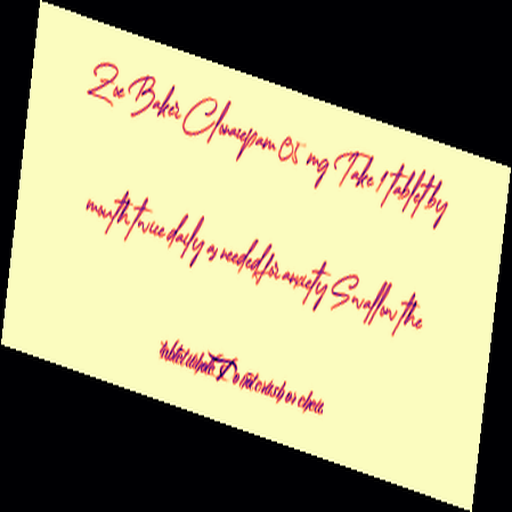 Zoe Baker Clonazepam 0.5 mg Take 1 tablet by
mouth twice daily as needed for anxiety Swallow the
tablet whole. Do not crush or chew.